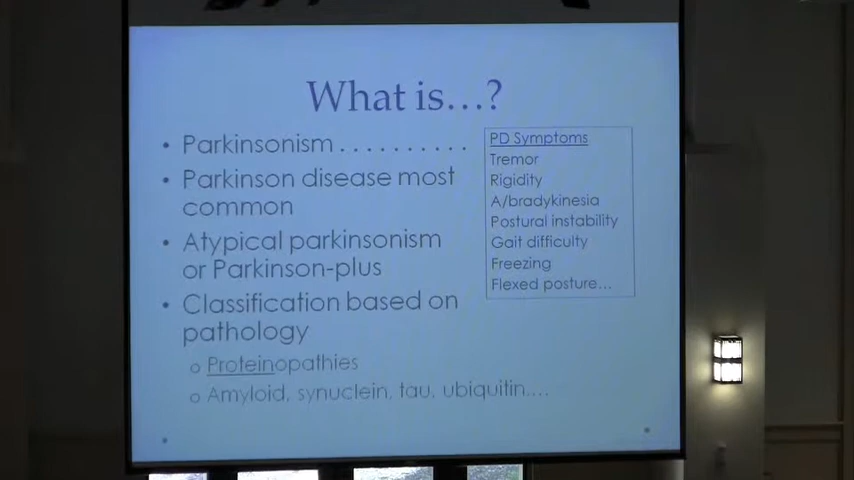 What is...?
• Parkinsonism . . . . . . . . . .
• Parkinson disease most
common
• Atypical parkinsonism
or Parkinson-plus
• Classification based on
pathology
o Proteinopathies
o Amyloid, synuclein, tau, ubiquitin....
PD Symptoms
Tremor
Rigidity
A/bradykinesia
Postural instability
Gait difficulty
Freezing
Flexed posture...